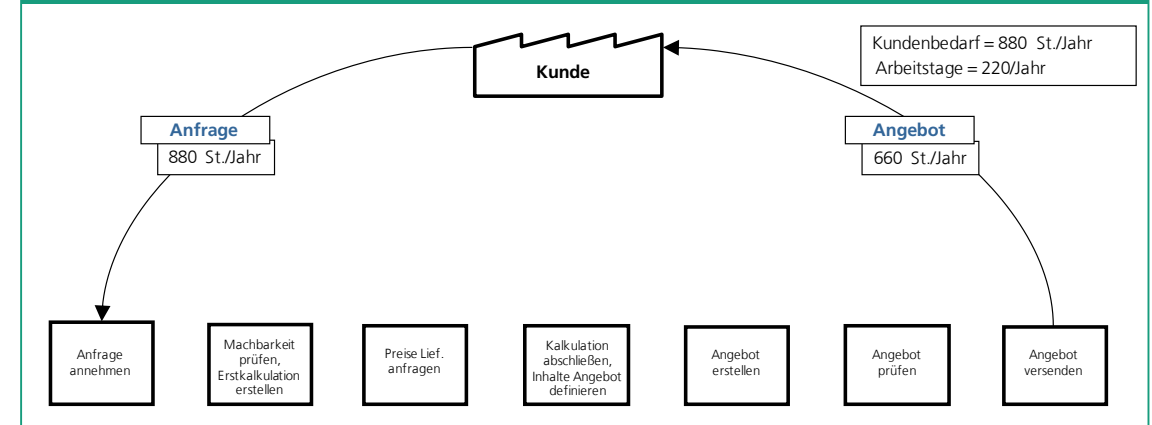 Kunde
Kundenbedarf = 880 St./Jahr
Arbeitstage = 220/Jahr
Anfrage
880 St./Jahr
Angebot
660 St./Jahr
Anfrage
annehmen
Machbarkeit
prüfen,
Erstkalkulation
erstellen
Preise Lief.
anfragen
Kalkulation
abschließen,
Inhalte Angebot
definieren
Angebot
erstellen
Angebot
prüfen
Angebot
versenden